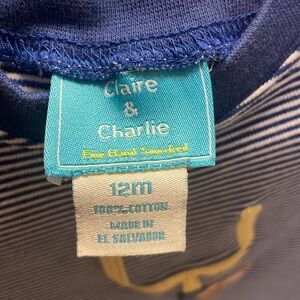 Claire
&
Charlie
Fine Hand Smocked
12m
100% COTTON
MADE IN
EL SALVADOR